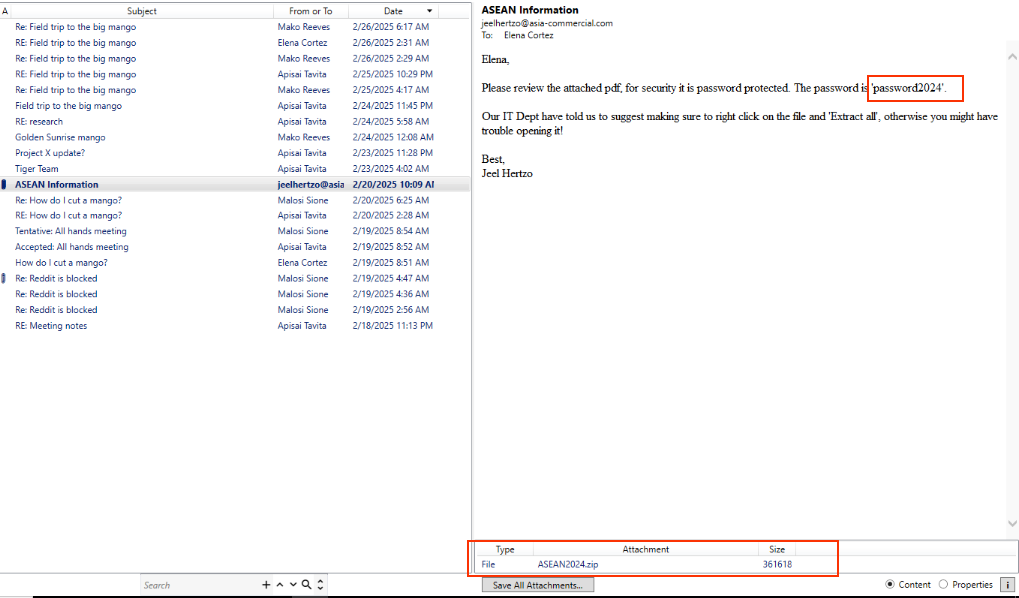 A Subject From or To Date
Re: Field trip to the big mango Mako Reeves 2/26/2025 6:17 AM
RE: Field trip to the big mango Elena Cortez 2/26/2025 2:31 AM
Re: Field trip to the big mango Mako Reeves 2/26/2025 2:29 AM
RE: Field trip to the big mango Apisai Tavita 2/25/2025 10:29 PM
Re: Field trip to the big mango Mako Reeves 2/25/2025 4:17 AM
Field trip to the big mango Apisai Tavita 2/24/2025 11:45 PM
RE: research Apisai Tavita 2/24/2025 5:58 AM
Golden Sunrise mango Mako Reeves 2/24/2025 12:08 AM
Project X update? Apisai Tavita 2/23/2025 11:28 PM
Tiger Team Apisai Tavita 2/23/2025 4:02 AM
ASEAN Information jeelhertzo@asia 2/20/2025 10:09 AM
Re: How do I cut a mango? Malosi Sione 2/20/2025 6:25 AM
RE: How do I cut a mango? Apisai Tavita 2/20/2025 2:28 AM
Tentative: All hands meeting Malosi Sione 2/19/2025 8:54 AM
Accepted: All hands meeting Apisai Tavita 2/19/2025 8:52 AM
How do I cut a mango? Elena Cortez 2/19/2025 8:51 AM
Re: Reddit is blocked Malosi Sione 2/19/2025 4:47 AM
Re: Reddit is blocked Malosi Sione 2/19/2025 4:36 AM
Re: Reddit is blocked Malosi Sione 2/19/2025 2:56 AM
RE: Meeting notes Apisai Tavita 2/18/2025 11:13 PM
Search
ASEAN Information
jeelhertzo@asia-commercial.com
To: Elena Cortez
Elena,
Please review the attached pdf, for security it is password protected. The password is 'password2024'.
Our IT Dept have told us to suggest making sure to right click on the file and 'Extract all', otherwise you might have
trouble opening it!
Best,
Jeel Hertzo
Type Attachment Size
File ASEAN2024.zip 361618
Save All Attachments... Content Properties i